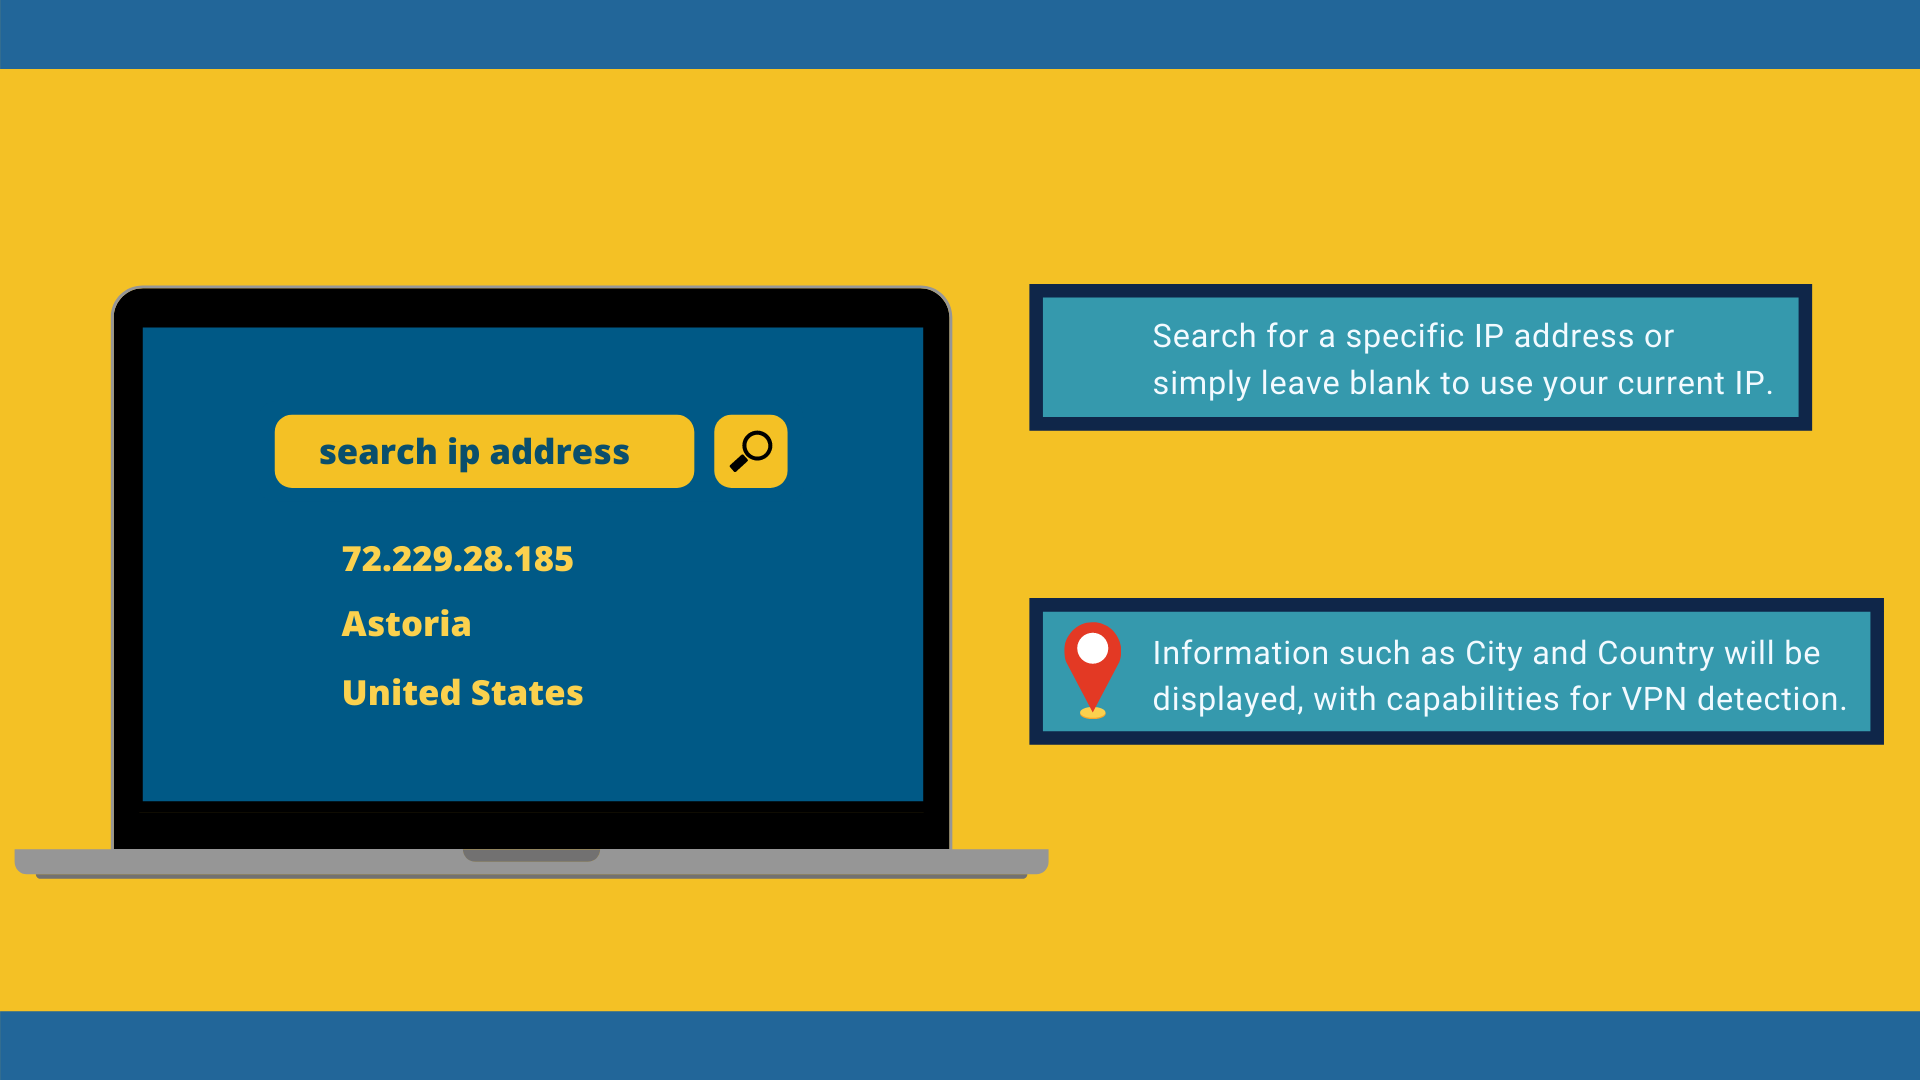 search ip address
72.229.28.185
Astoria
United States
Search for a specific IP address or
simply leave blank to use your current IP.
Information such as City and Country will be
displayed, with capabilities for VPN detection.